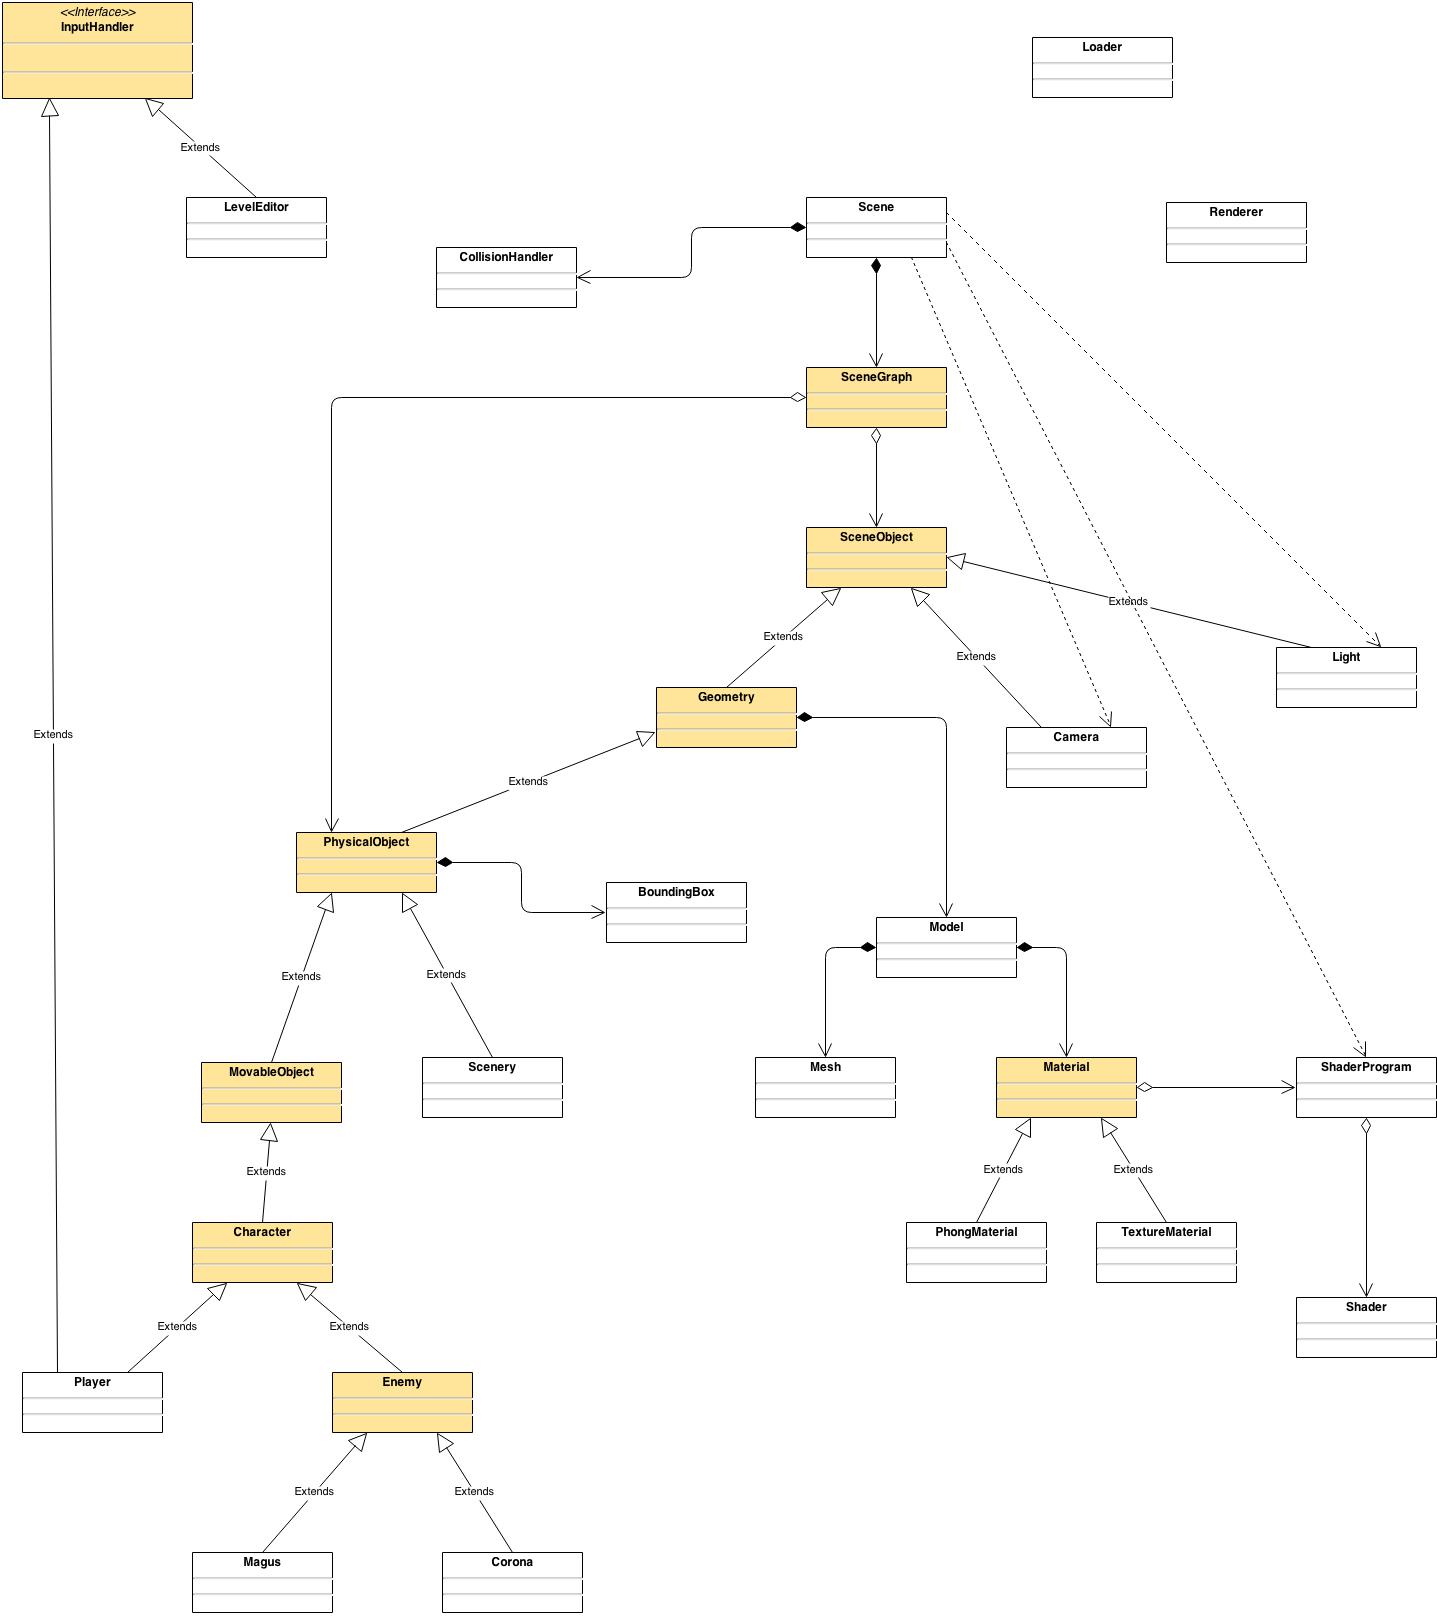 <<Interface>>
InputHandler
Loader
Extends
LevelEditor
Scene
Renderer
CollisionHandler
SceneGraph
SceneObject
Extends
Extends
Extends
Light
Geometry
Extends
Camera
Extends
PhysicalObject
BoundingBox
Model
Extends
Extends
MovableObject
Scenery
Mesh
Material
ShaderProgram
Extends
Extends
Extends
Character
PhongMaterial
TextureMaterial
Shader
Extends
Extends
Player
Enemy
Extends
Extends
Magus
Corona